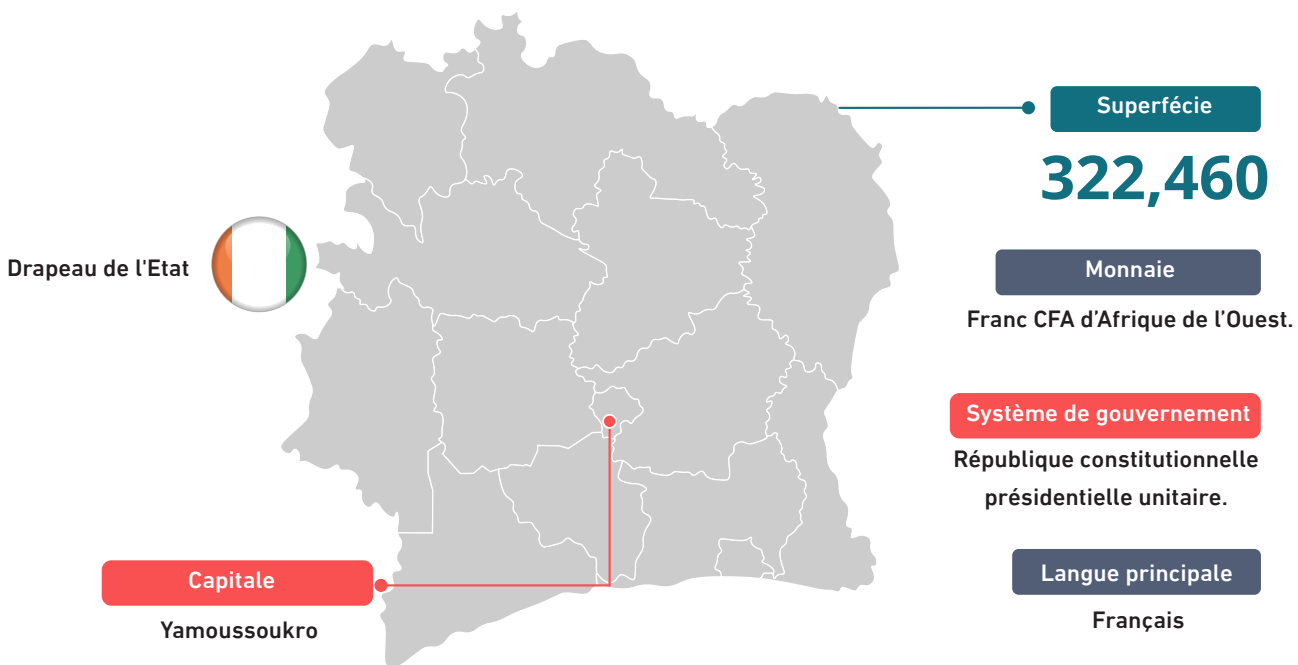 Superfécie
322,460
Drapeau de l'Etat
Monnaie
Franc CFA d’Afrique de l’Ouest.
Système de gouvernement
République constitutionnelle
présidentielle unitaire.
Capitale
Yamoussoukro
Langue principale
Français